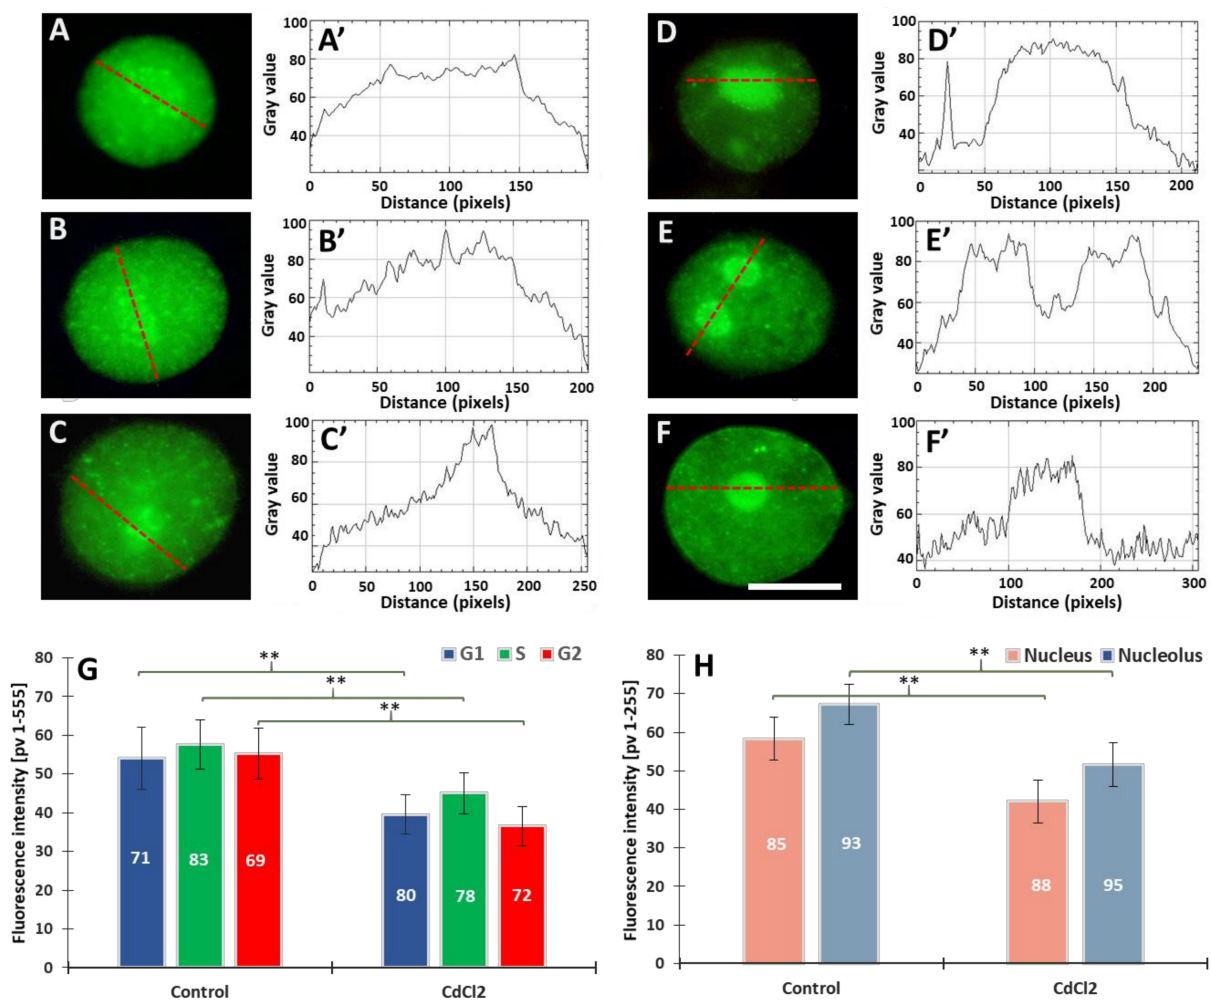 A
A’
100
80
60
40
Gray value
0
50
100
150
Distance (pixels)
D
D’
100
80
60
40
Gray value
0
50
100
150
200
Distance (pixels)
B
B’
100
80
60
40
Gray value
0
50
100
150
200
Distance (pixels)
E
E’
100
80
60
40
Gray value
0
50
100
150
200
Distance (pixels)
C
C’
100
80
60
40
Gray value
0
50
100
150
200
250
Distance (pixels)
F
F’
100
80
60
40
Gray value
0
100
200
300
Distance (pixels)
G
G1 S G2
**
**
**
80
70
60
50
40
30
20
10
0
Fluorescence intensity [pv 1-555]
71 83 69
80 78 72
Control CdCl2
H
Nucleus Nucleolus
**
**
80
70
60
50
40
30
20
10
0
Fluorescence intensity [pv 1-255]
85 93
88 95
Control CdCl2